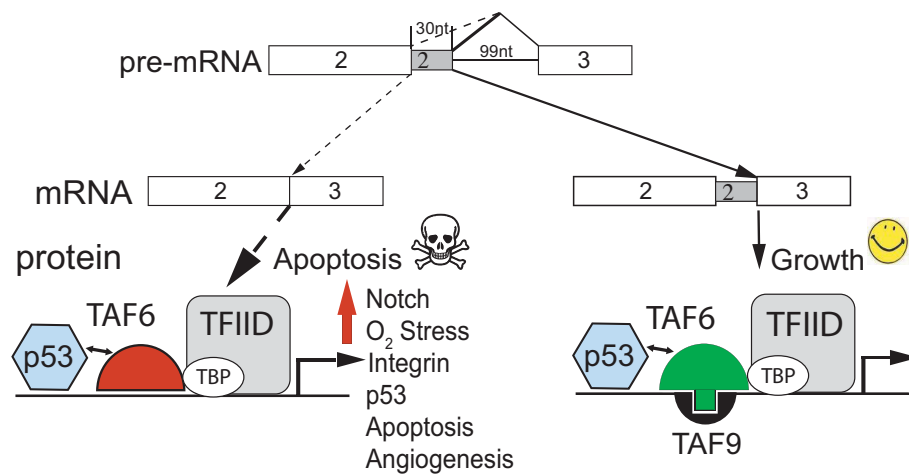 30nt
pre-mRNA 2 2 99nt 3
mRNA 2 3 2 2 3
protein
Apoptosis
Growth
TAF6 TFIID Notch TAF6 TFIID
p53 O2 Stress p53
TBP Integrin TBP
p53
Apoptosis TAF9
Angiogenesis